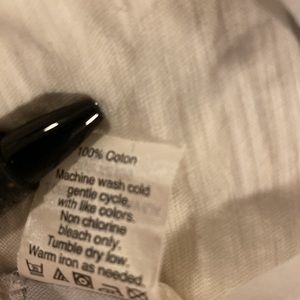 100% Coton
Machine wash cold
gentle cycle,
with like colors.
Non chlorine
bleach only.
Tumble dry low.
Warm iron as needed.